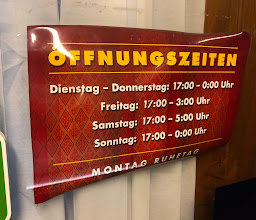 ÖFFNUNGSZEITEN
Dienstag – Donnerstag: 17:00 – 0:00 Uhr
Freitag: 17:00 – 3:00 Uhr
Samstag: 17:00 – 5:00 Uhr
Sonntag: 17:00 – 0:00 Uhr
MONTAG RUHETAG